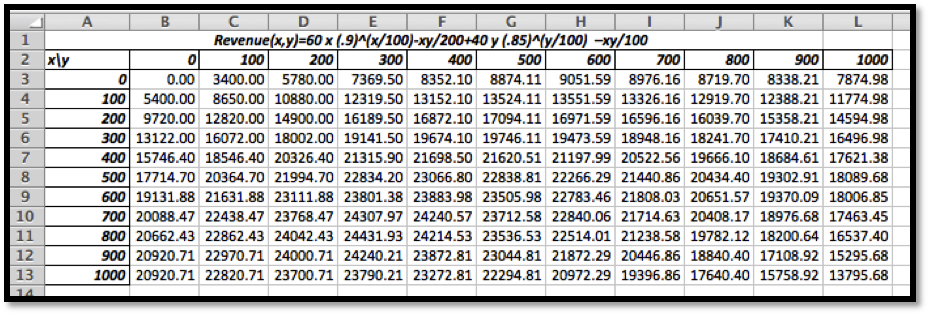 A B C D E F G H I J K L
1 Revenue(x,y)=60 x (.9)^(x/100)-xy/200+40 y (.85)^(y/100) –xy/100
2 x\y 0 100 200 300 400 500 600 700 800 900 1000
3 0 0.00 3400.00 5780.00 7369.50 8352.10 8874.11 9051.59 8976.16 8719.70 8338.21 7874.98
4 100 5400.00 8650.00 10880.00 12319.50 13152.10 13524.11 13551.59 13326.16 12919.70 12388.21 11774.98
5 200 9720.00 12820.00 14900.00 16189.50 16872.10 17094.11 16971.59 16596.16 16039.70 15358.21 14594.98
6 300 13122.00 16072.00 18002.00 19141.50 19674.10 19746.11 19473.59 18948.16 18241.70 17410.21 16496.98
7 400 15746.40 18546.40 20326.40 21315.90 21698.50 21620.51 21197.99 20522.56 19666.10 18684.61 17621.38
8 500 17714.70 20364.70 21994.70 22834.20 23066.80 22838.81 22266.29 21440.86 20434.40 19302.91 18089.68
9 600 19131.88 21631.88 23111.88 23801.38 23883.98 23505.98 22783.46 21808.03 20651.57 19370.09 18006.85
10 700 20088.47 22438.47 23768.47 24307.97 24240.57 23712.58 22840.06 21714.63 20408.17 18976.68 17463.45
11 800 20662.43 22862.43 24042.43 24431.93 24214.53 23536.53 22514.01 21238.58 19782.12 18200.64 16537.40
12 900 20920.71 22970.71 24000.71 24240.21 23872.81 23044.81 21872.29 20446.86 18840.40 17108.92 15295.68
13 1000 20920.71 22820.71 23700.71 23790.21 23272.81 22294.81 20972.29 19396.86 17640.40 15758.92 13795.68
14